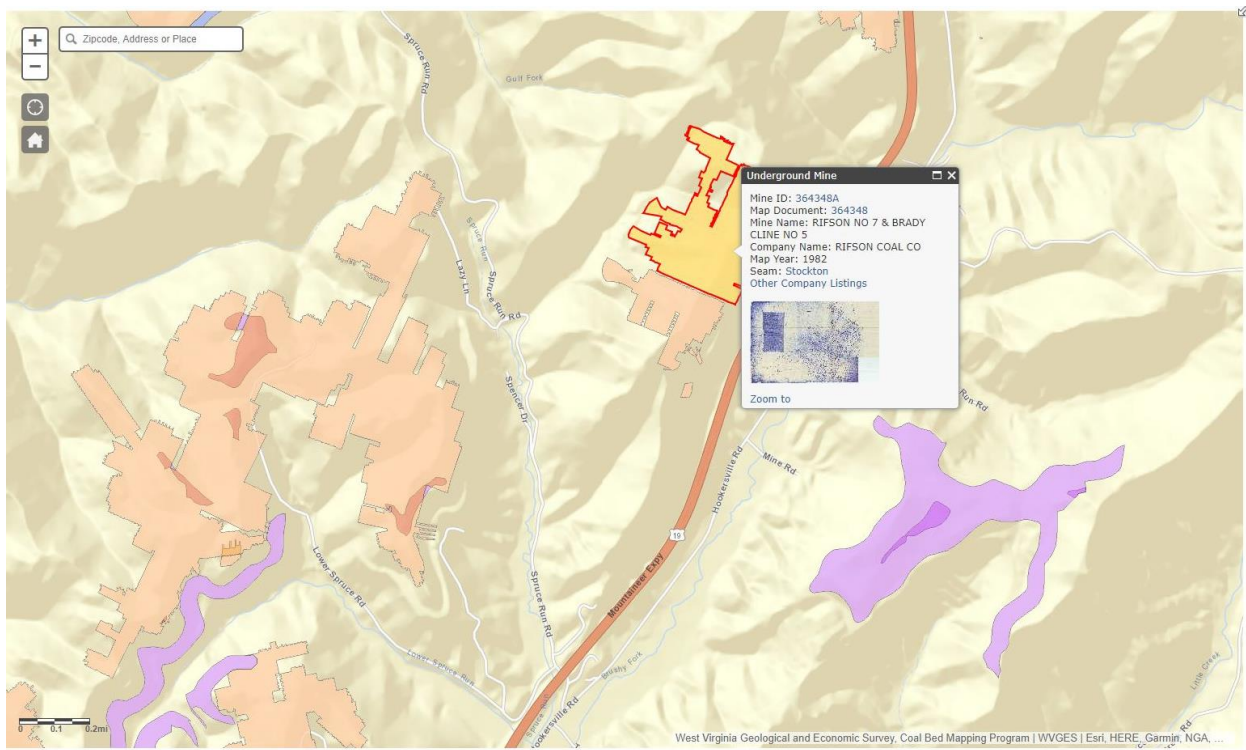 +
Zipcode, Address or Place
−
Spruce Run Rd
Gulf Fork
Underground Mine
Mine ID: 364348A
Map Document: 364348
Mine Name: RIFSON NO 7 & BRADY
CLINE NO 5
Company Name: RIFSON COAL CO
Map Year: 1982
Seam: Stockton
Other Company Listings
Zoom to
Spruce Run
Lazy Ln
Spruce Run Rd
Spencer Dr
Run Rd
Mine Rd
Hookersville Rd
19
Mountaineer Expy
Lower Spruce Rd
Spruce Run Rd
Lower Spruce Run
Brushy Fork
Little Creek
Spruce Run
Hookersville Rd
Rd
0 0.1 0.2mi
West Virginia Geological and Economic Survey, Coal Bed Mapping Program | WVGES | Esri, HERE, Garmin, NGA, ...